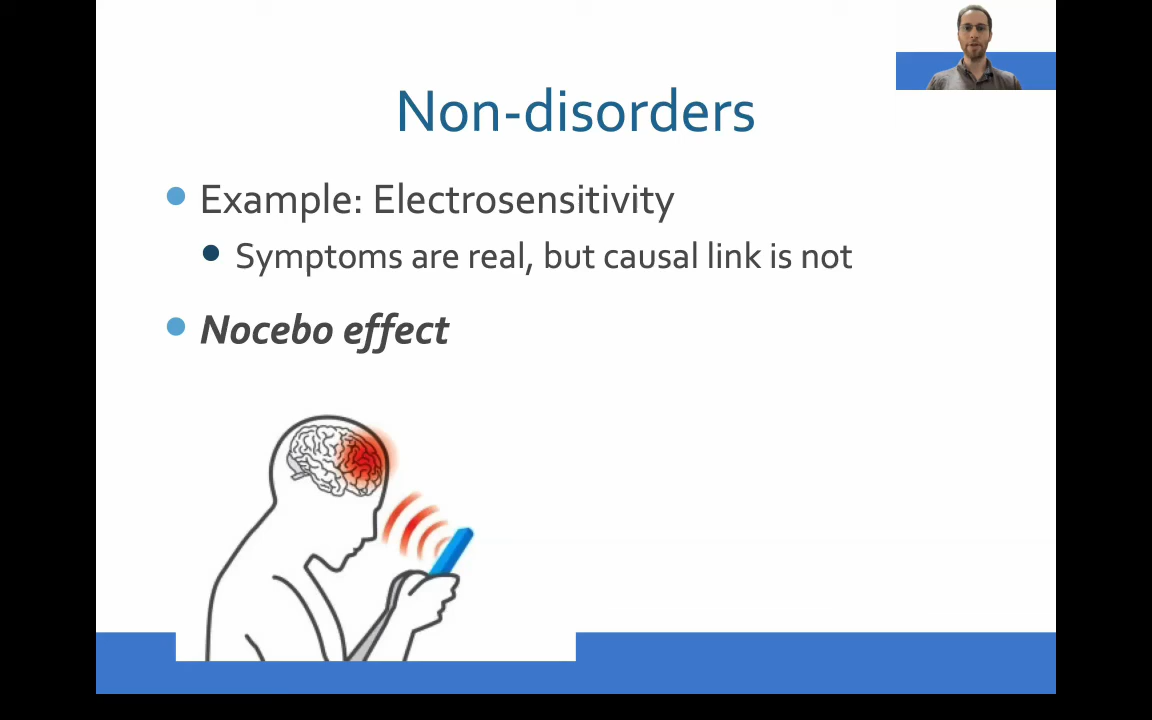 Non-disorders
Example: Electrosensitivity
Symptoms are real, but causal link is not
Nocebo effect